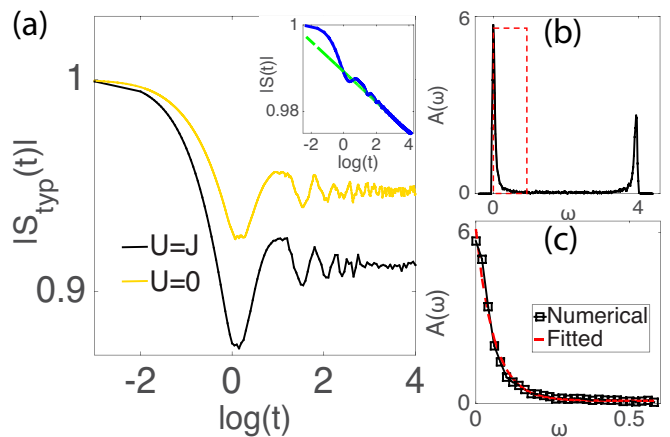 (a)
|S_typ(t)|
1
0.9
-2
0
2
4
log(t)
U=J
U=0
|S(t)|
1
0.98
-2
0
2
4
log(t)
(b)
A(ω)
6
0
0
ω
4
(c)
A(ω)
6
0
0
ω
0.5
Numerical
Fitted